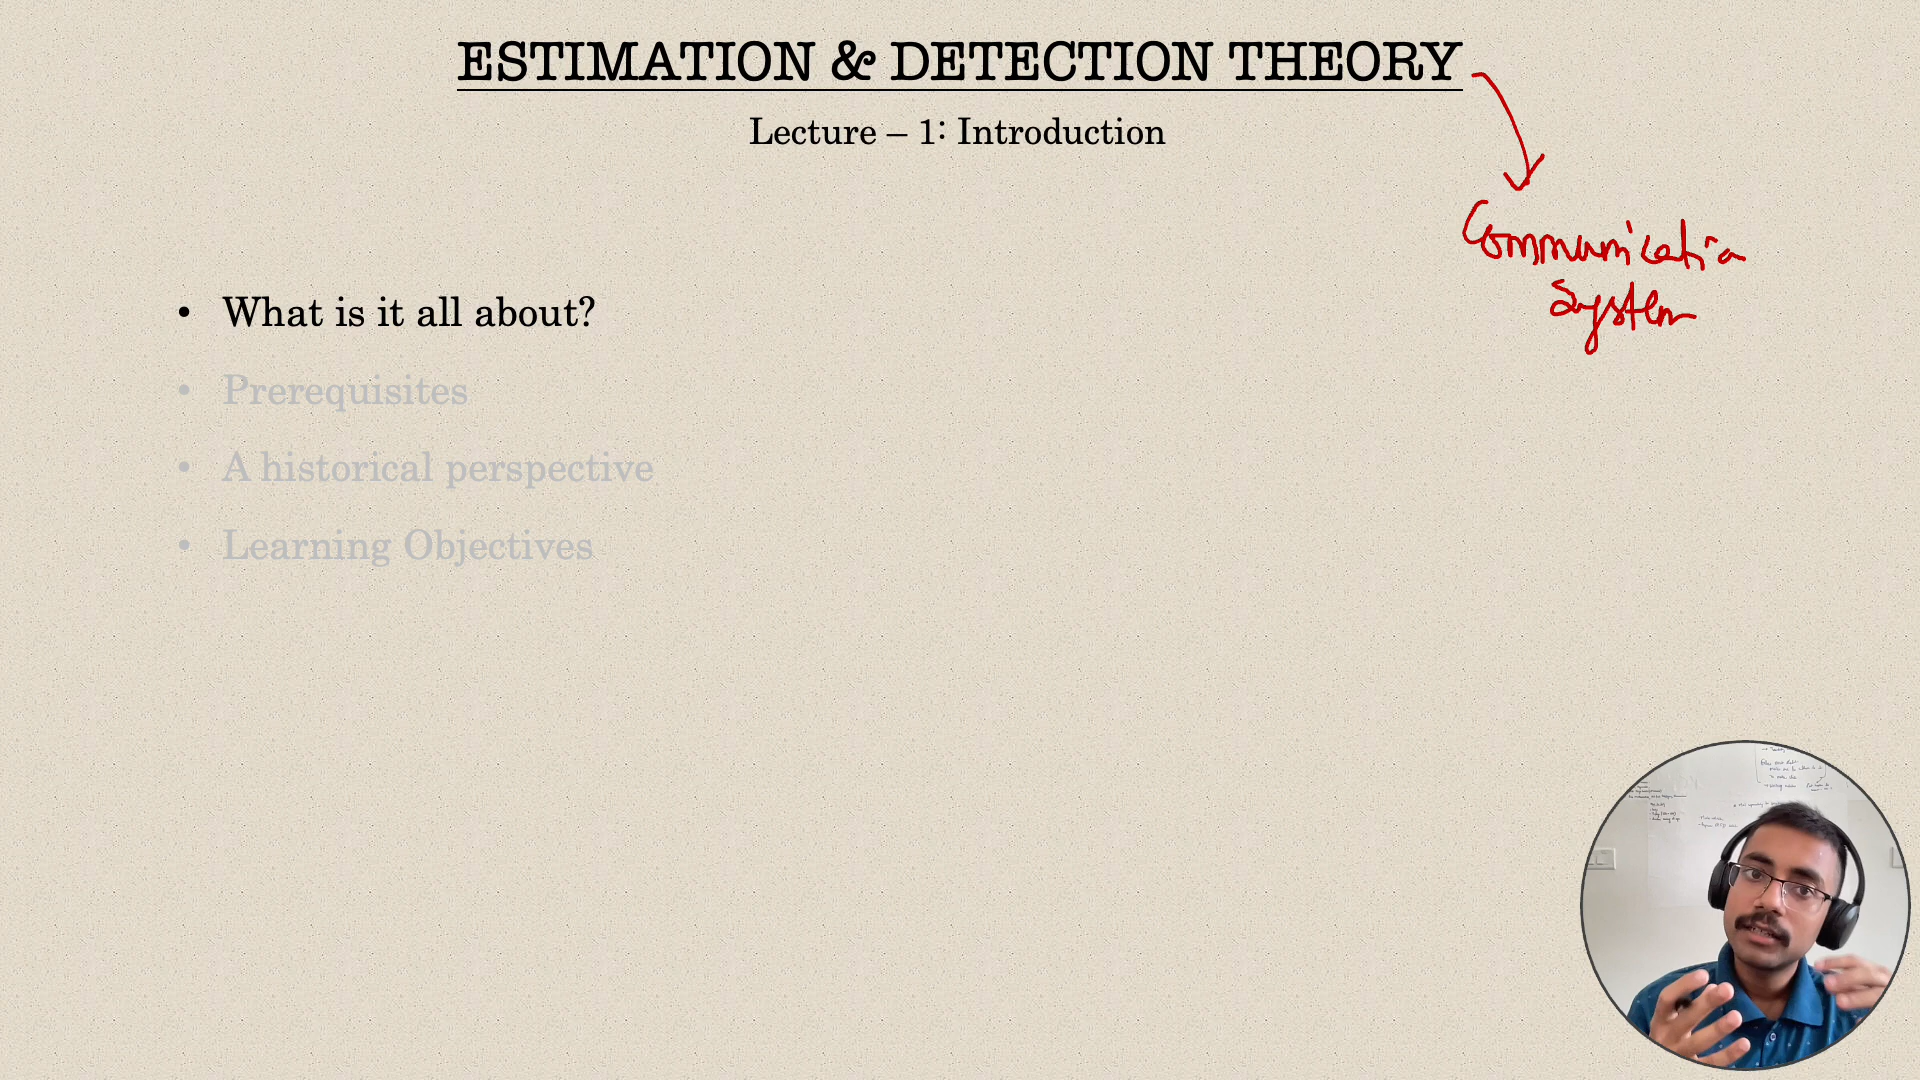 ESTIMATION & DETECTION THEORY
Lecture – 1: Introduction
Communication
System
• What is it all about?
• Prerequisites
• A historical perspective
• Learning Objectives